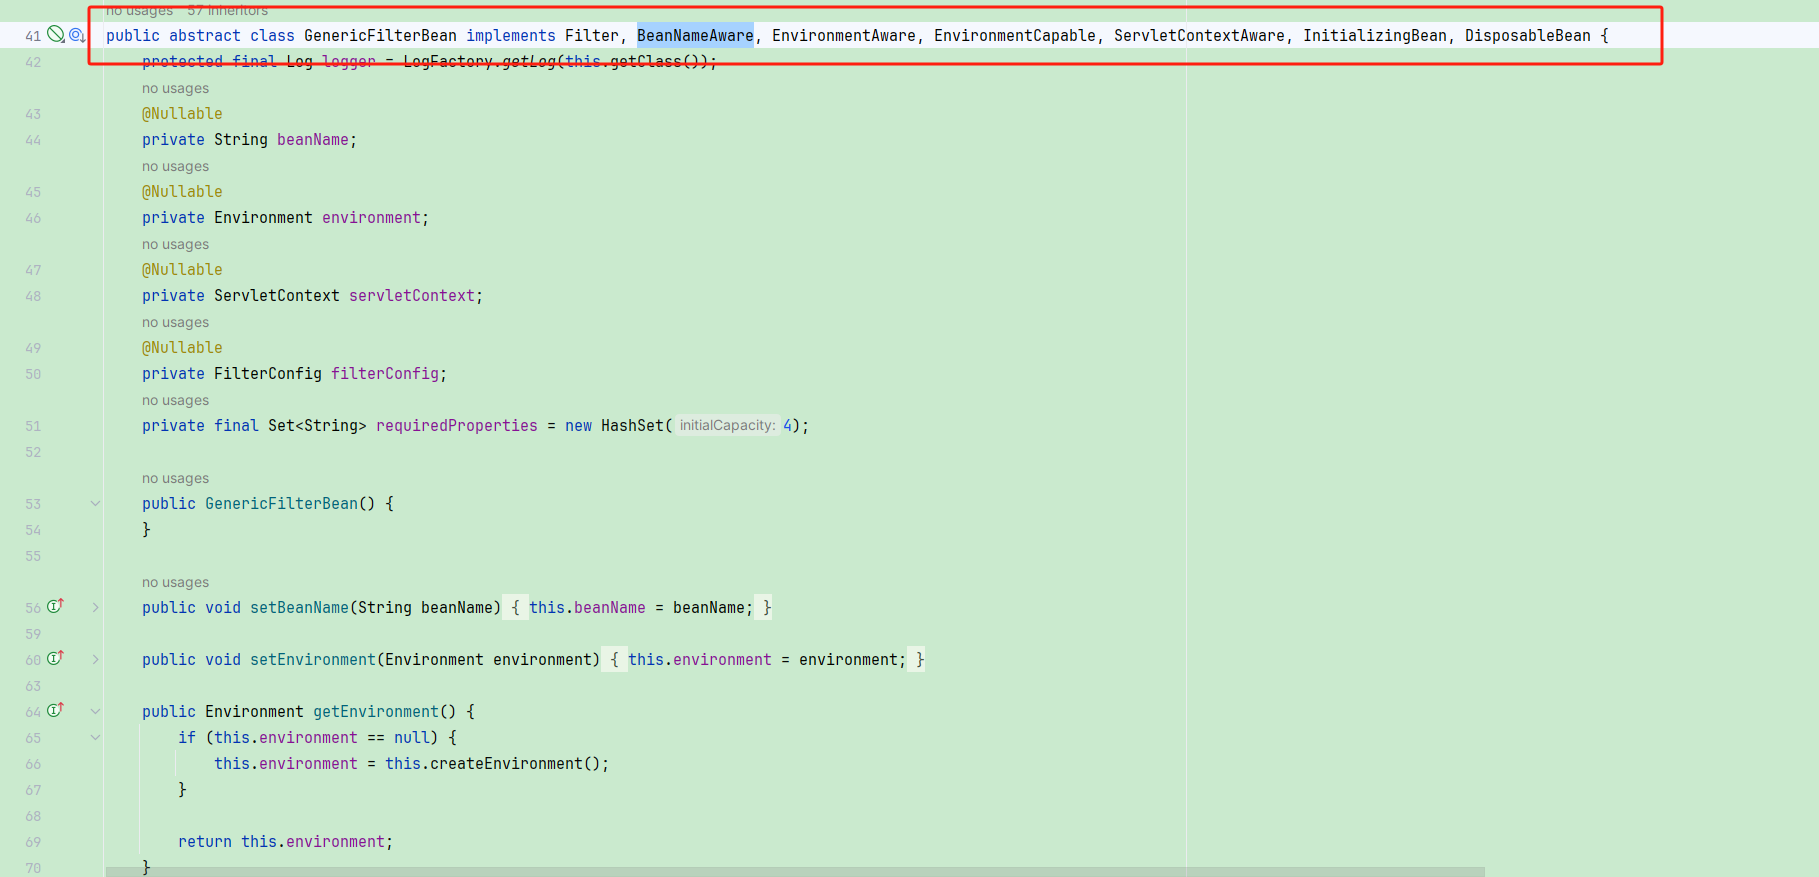 no usages 57 inheritors
41 public abstract class GenericFilterBean implements Filter, BeanNameAware, EnvironmentAware, EnvironmentCapable, ServletContextAware, InitializingBean, DisposableBean {
42 protected final Log logger = LogFactory.getLog(this.getClass());
no usages
43 @Nullable
44 private String beanName;
no usages
45 @Nullable
46 private Environment environment;
no usages
47 @Nullable
48 private ServletContext servletContext;
no usages
49 @Nullable
50 private FilterConfig filterConfig;
no usages
51 private final Set<String> requiredProperties = new HashSet( initialCapacity: 4);
52
no usages
53 public GenericFilterBean() {
54 }
55
no usages
56 public void setBeanName(String beanName) { this.beanName = beanName; }
59
60 public void setEnvironment(Environment environment) { this.environment = environment; }
63
64 public Environment getEnvironment() {
65 if (this.environment == null) {
66 this.environment = this.createEnvironment();
67 }
68
69 return this.environment;
70 }